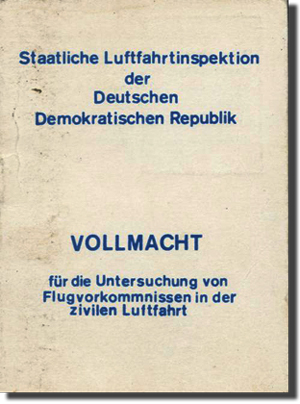 Staatliche Luftfahrtinspektion
der
Deutschen
Demokratischen Republik
VOLLMACHT
für die Untersuchung von
Flugvorkommnissen in der
zivilen Luftfahrt